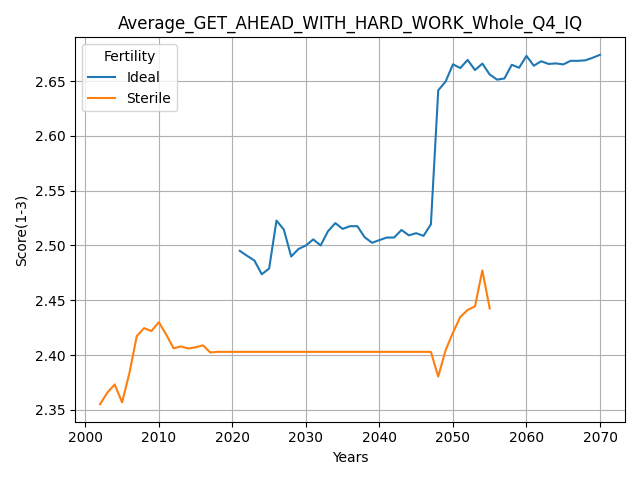 Average_GET_AHEAD_WITH_HARD_WORK_Whole_Q4_IQ
Fertility
Ideal
Sterile
Score(1-3)
2.65
2.60
2.55
2.50
2.45
2.40
2.35
2000 2010 2020 2030 2040 2050 2060 2070
Years